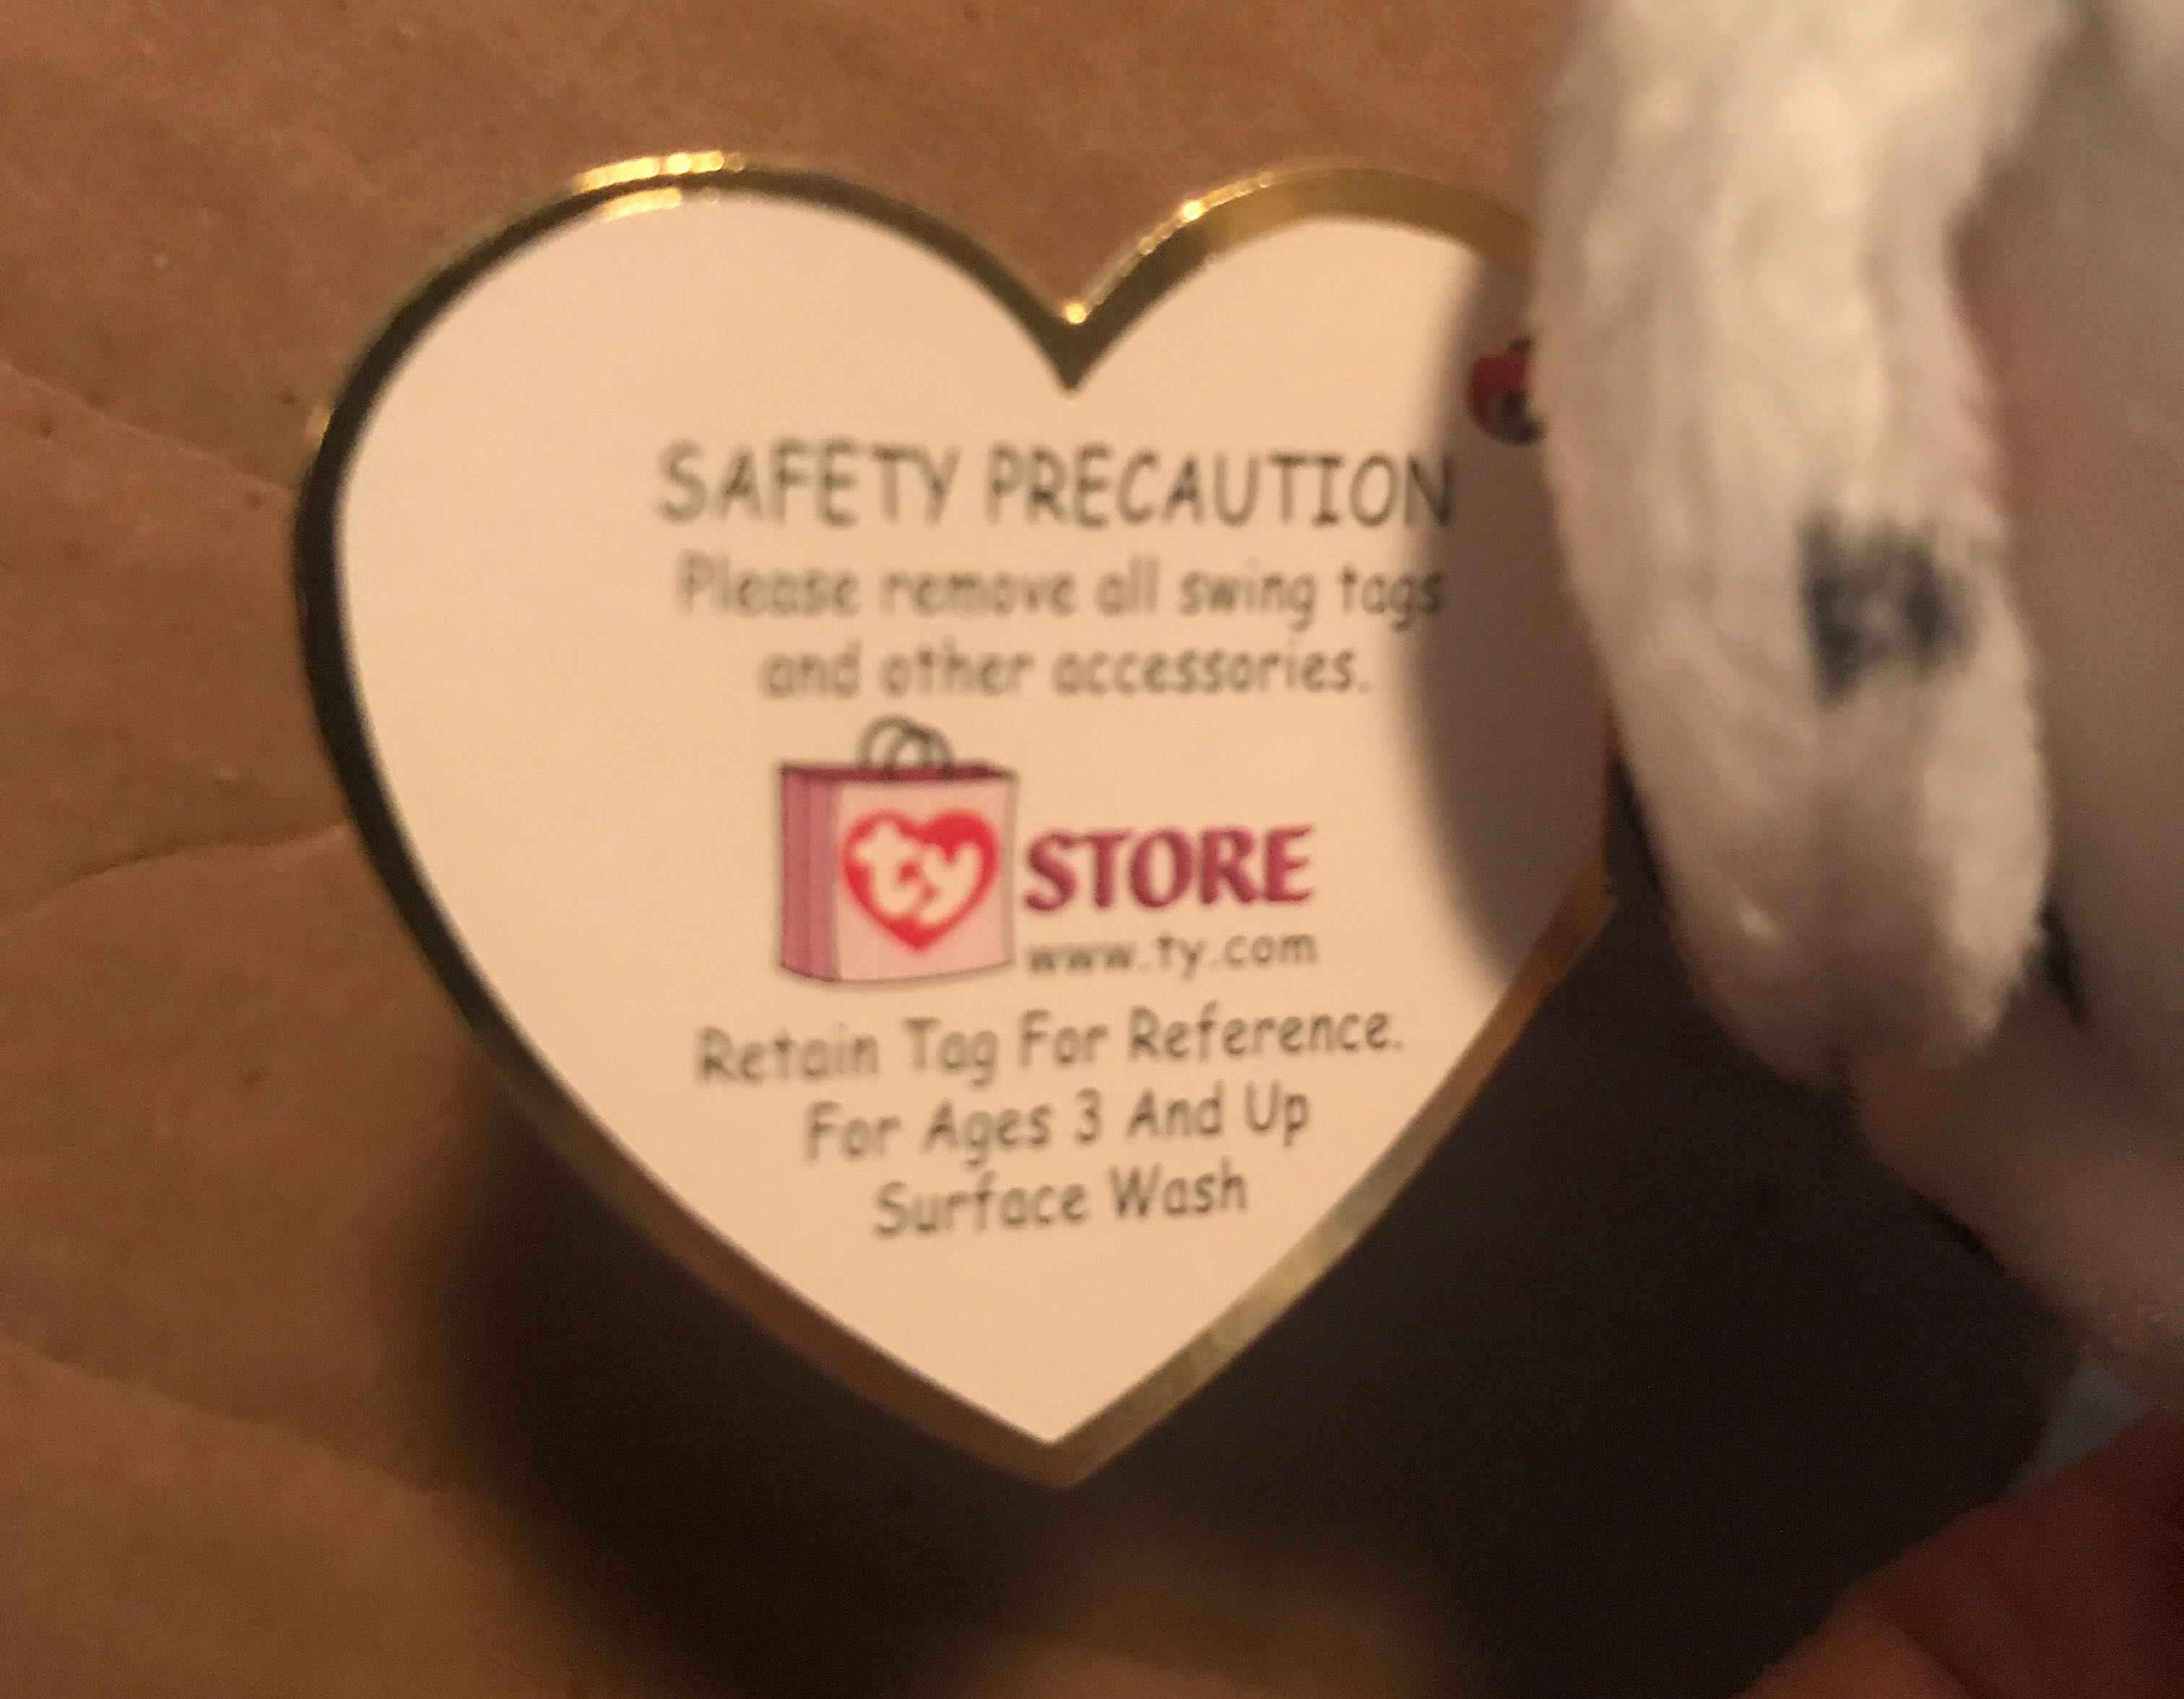 SAFETY PRECAUTION
Please remove all swing tags
and other accessories.
ty STORE
www.ty.com
Retain Tag For Reference.
For Ages 3 And Up
Surface Wash